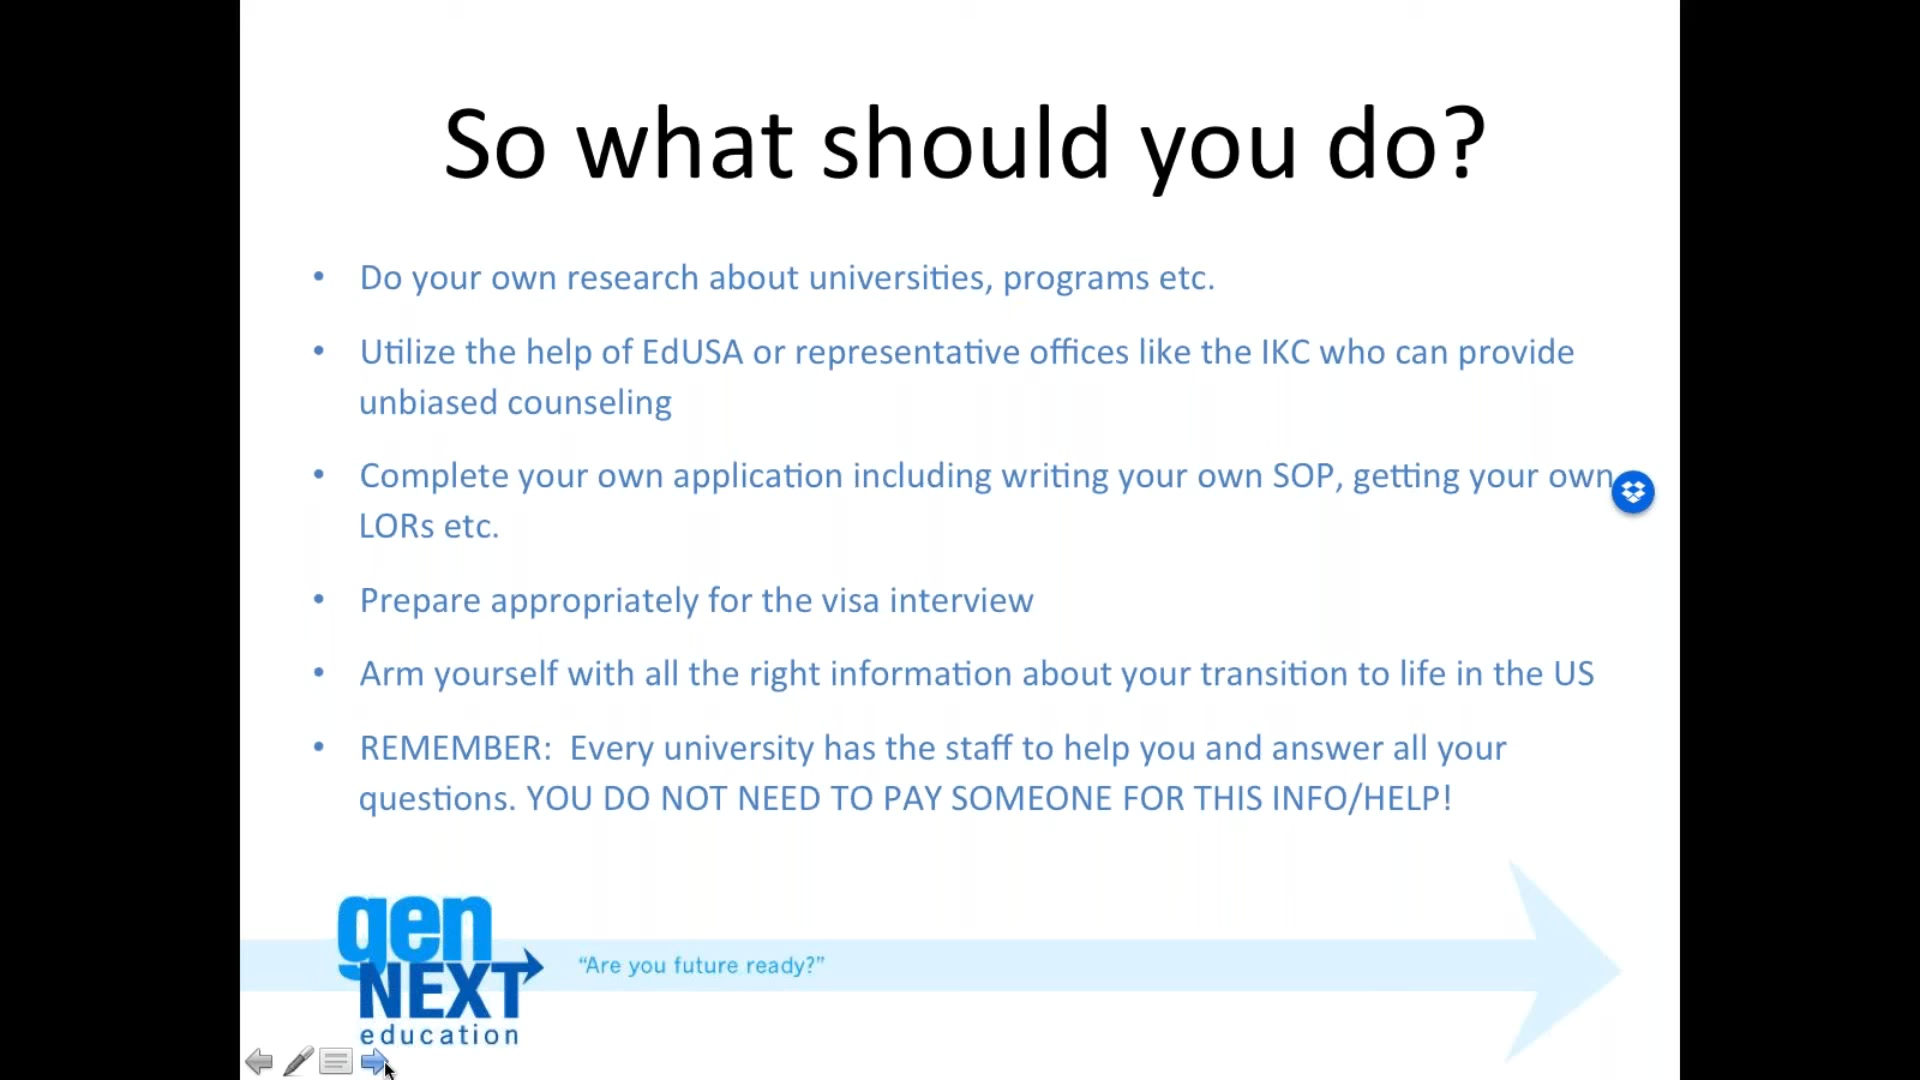 So what should you do?
• Do your own research about universities, programs etc.
• Utilize the help of EdUSA or representative offices like the IKC who can provide
unbiased counseling
• Complete your own application including writing your own SOP, getting your own
LORs etc.
• Prepare appropriately for the visa interview
• Arm yourself with all the right information about your transition to life in the US
• REMEMBER:  Every university has the staff to help you and answer all your
questions. YOU DO NOT NEED TO PAY SOMEONE FOR THIS INFO/HELP!
gen
NEXT
education
“Are you future ready?”